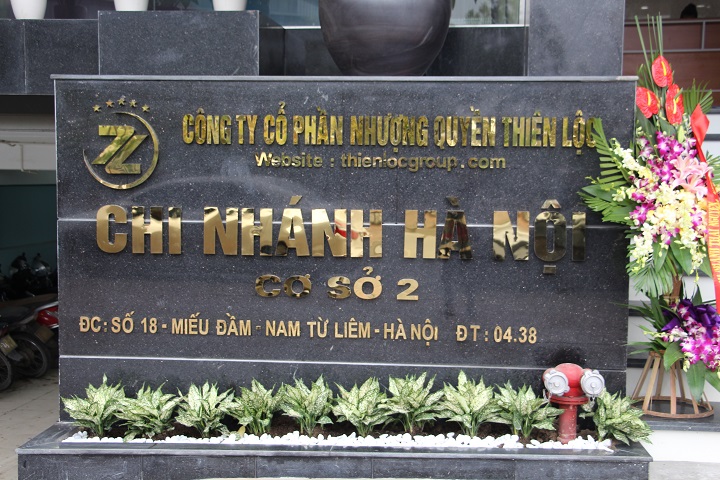 CÔNG TY CỔ PHẦN NHƯỢNG QUYỀN THIÊN LỘC
Website : thienlocgroup.com
CHI NHÁNH HÀ NỘI
CƠ SỞ 2
ĐC: SỐ 18 - MIẾU ĐẦM - NAM TỪ LIÊM - HÀ NỘI ĐT: 04.38